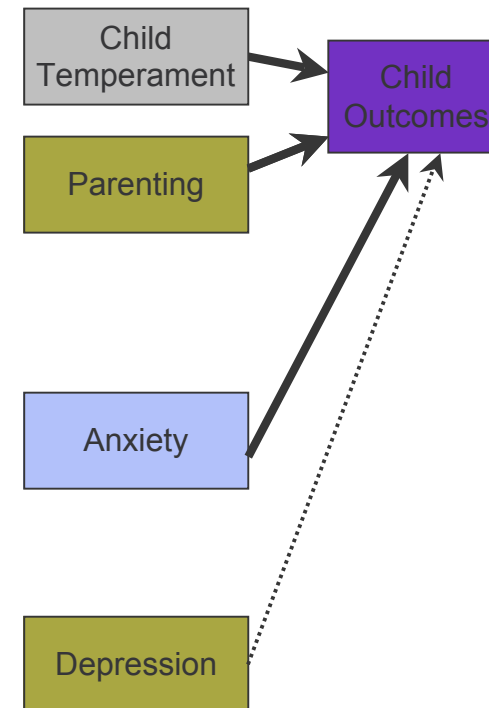 Child
Temperament
Child
Outcomes
Parenting
Anxiety
Depression